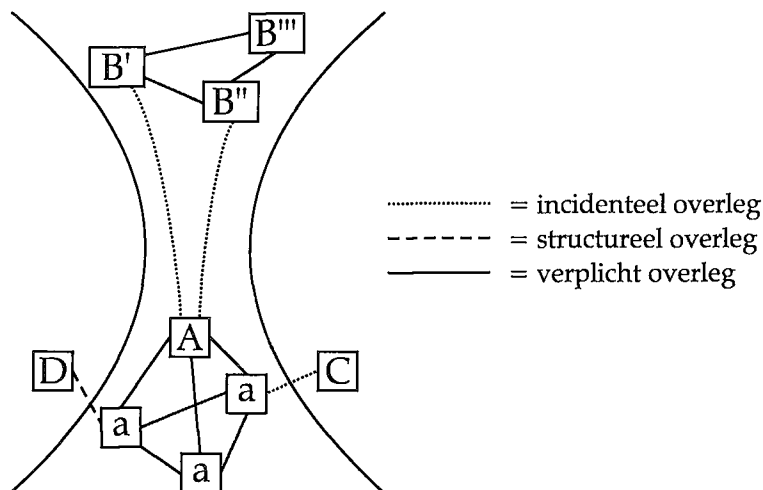 B'''
B'
B''
......... = incidenteel overleg
----- = structureel overleg
——— = verplicht overleg
A
D
C
a
a
a